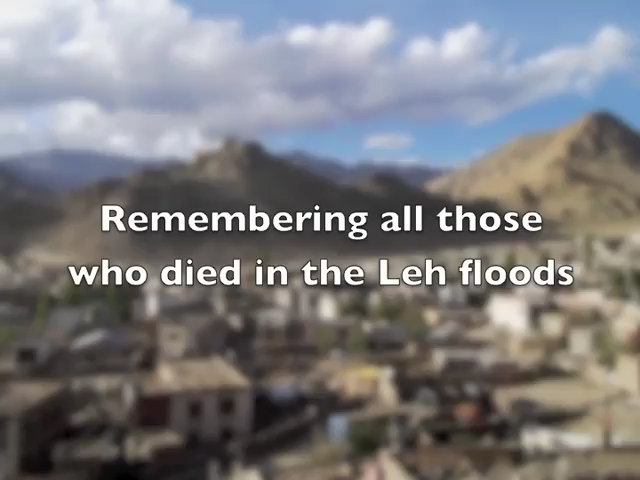 Remembering all those
who died in the Leh floods